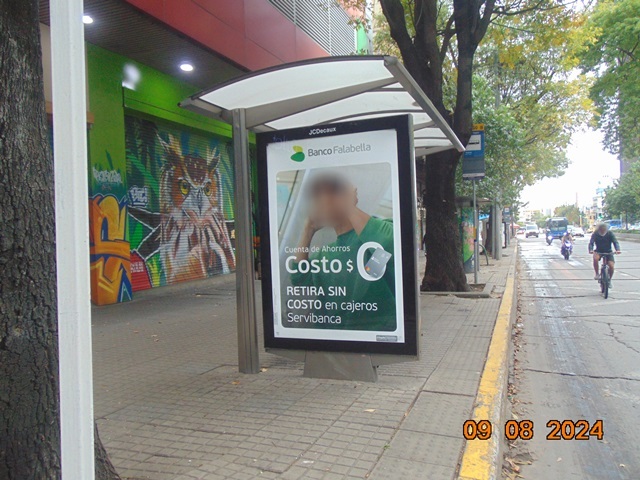 JCDecaux
Banco Falabella
Cuenta de Ahorros
Costo $0
RETIRA SIN
COSTO en cajeros
Servibanca
09 08 2024